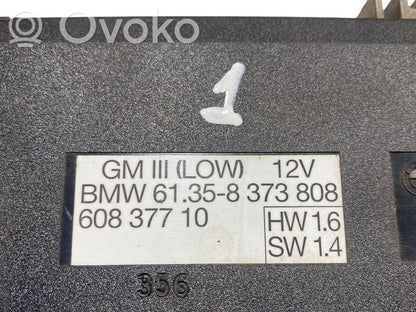 Ovoko
1
GM III (LOW) 12V
BMW 61.35-8 373 808
608 377 10 HW 1.6
SW 1.4
356